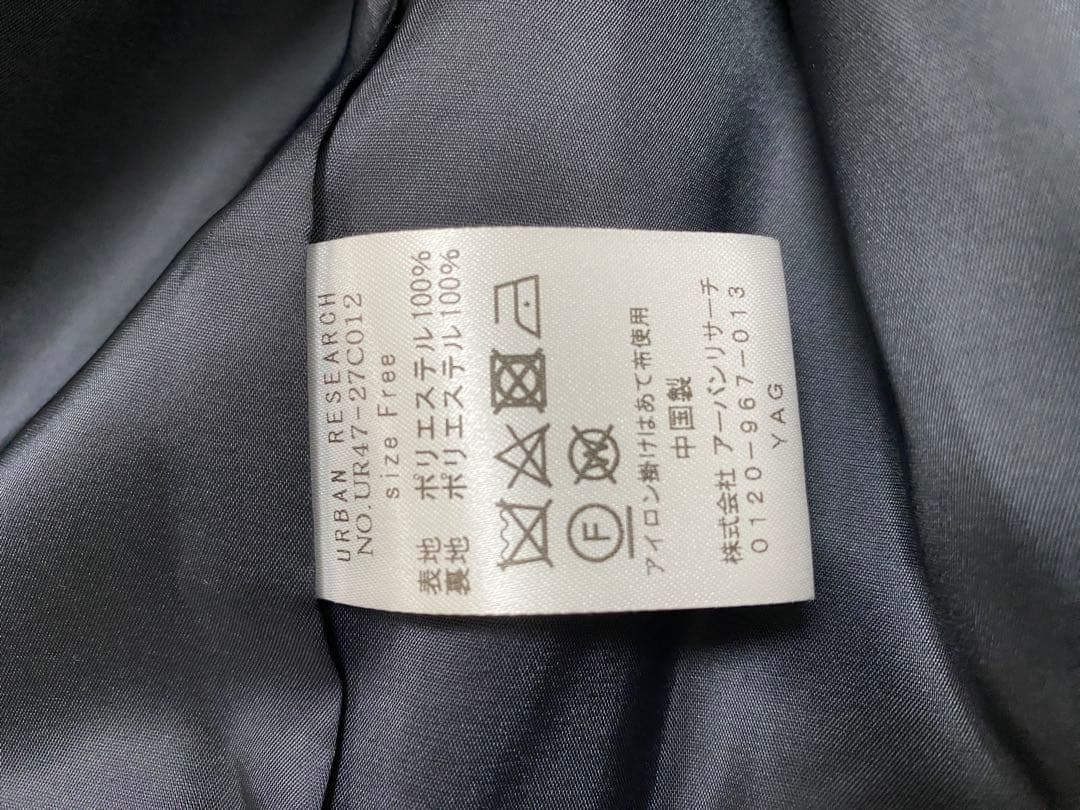 URBAN RESEARCH
NO.UR47-27C012
size Free
表地 ポリエステル100%
裏地 ポリエステル100%
F W
アイロン掛けはあて布使用
中国製
株式会社 アーバンリサーチ
0120-967-013
YAG